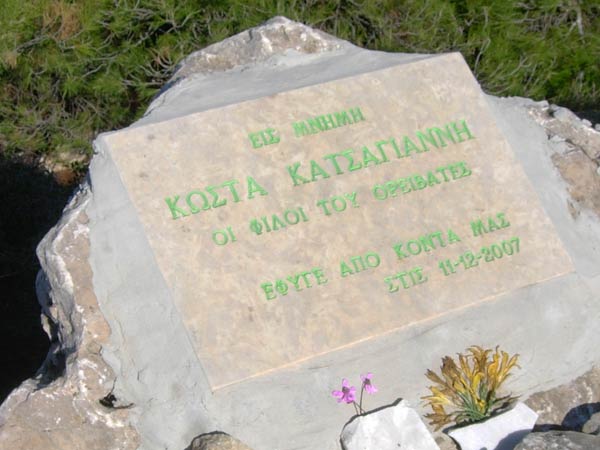 ΕΙΣ ΜΝΗΜΗ
ΚΩΣΤΑ ΚΑΤΣΑΓΙΑΝΝΗ
ΟΙ ΦΙΛΟΙ ΤΟΥ ΟΡΕΙΒΑΤΕΣ
ΕΦΥΓΕ ΑΠΟ ΚΟΝΤΑ ΜΑΣ
ΣΤΙΣ 11-12-2007